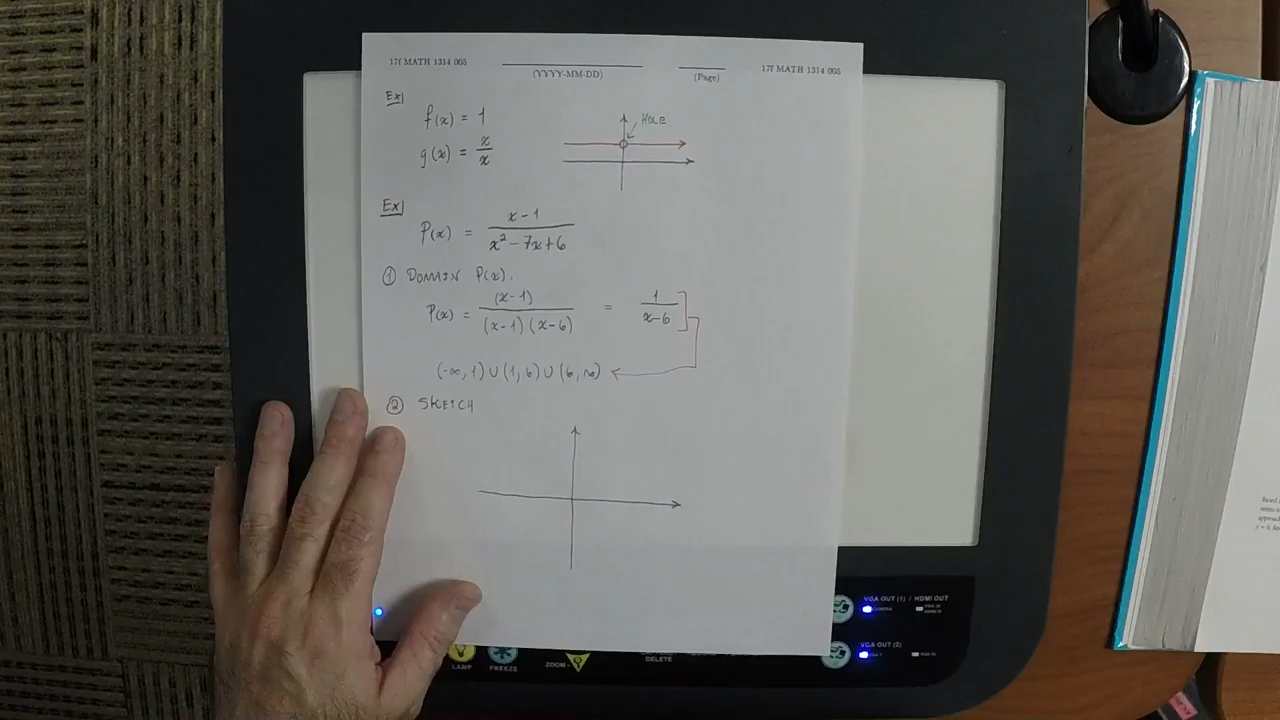 17f MATH 1314 005
(YYYY-MM-DD)
(Page)
17f MATH 1314 005
Ex
f(x) = 1
g(x) = x/x
HOLE
Ex
P(x) = x-1 / x² - 7x + 6
① DOMAIN P(x).
P(x) = (x-1) / (x-1)(x-6) = 1 / x-6
(-∞, 1) ∪ (1, 6) ∪ (6, ∞)
② SKETCH
LAMP
FREEZE
ZOOM
DELETE
VGA OUT (1) / HDMI OUT
CAMERA
VGA OUT (2)